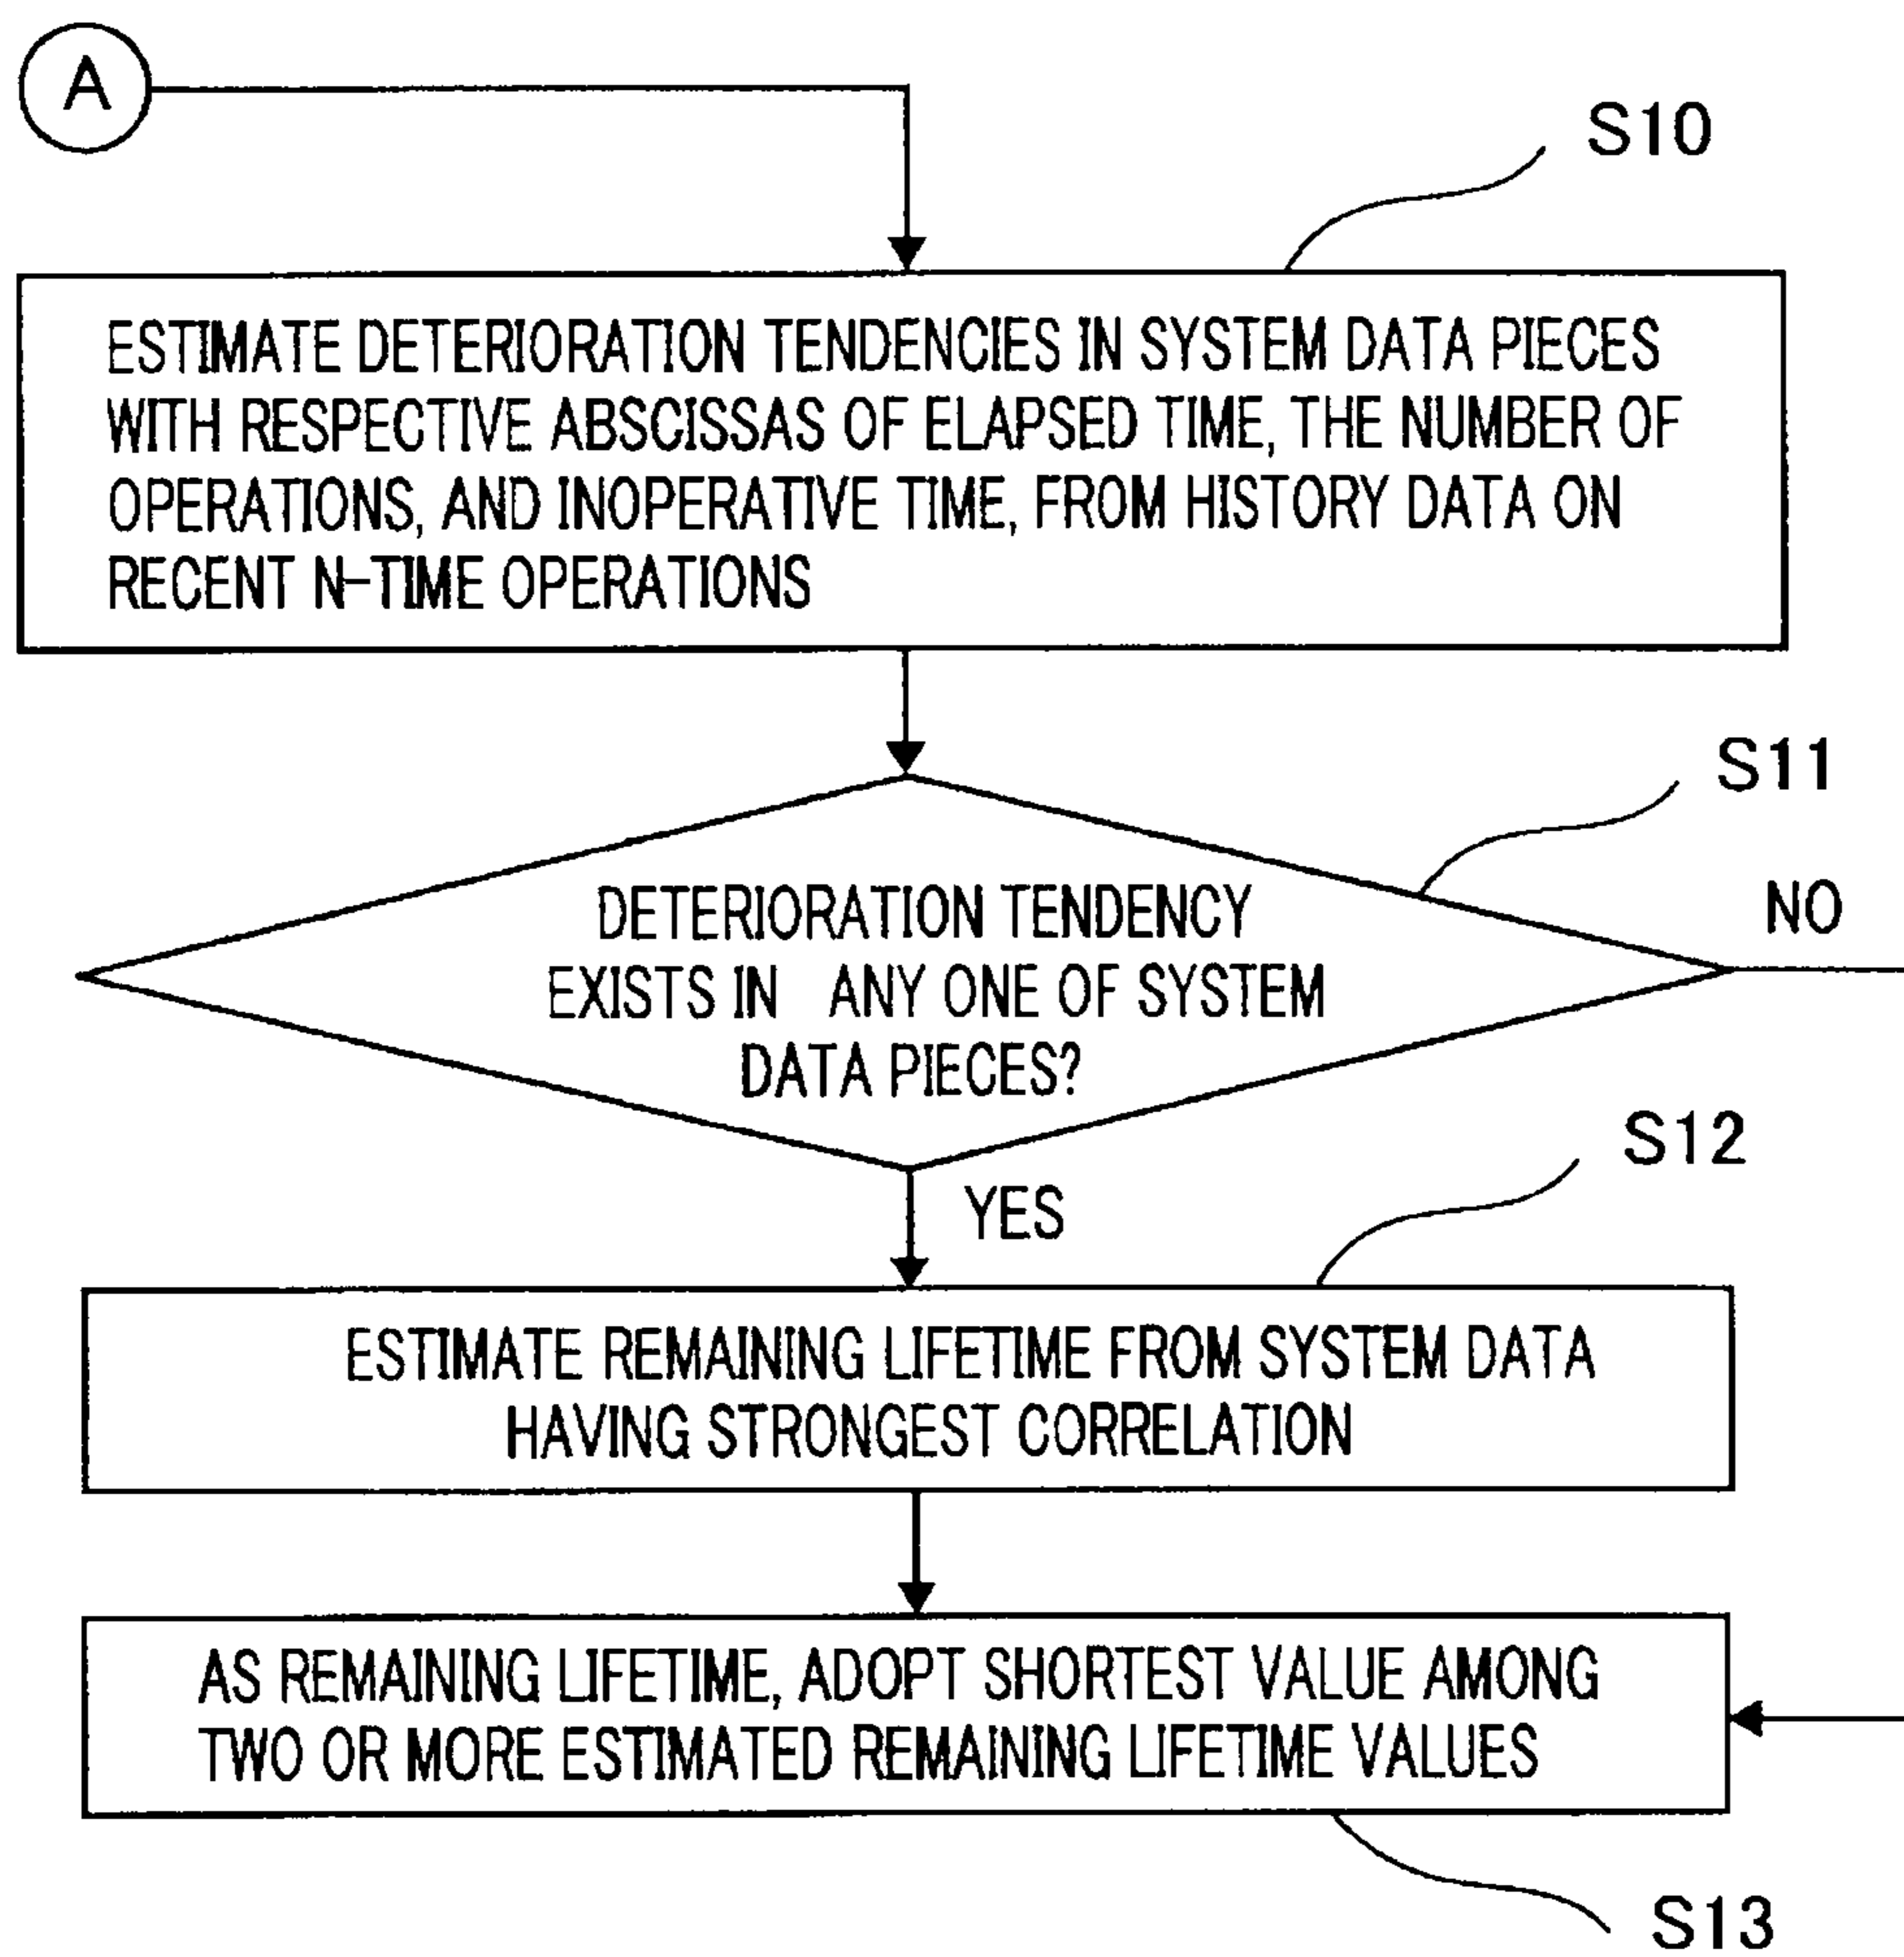 A
S10
ESTIMATE DETERIORATION TENDENCIES IN SYSTEM DATA PIECES
WITH RESPECTIVE ABSCISSAS OF ELAPSED TIME, THE NUMBER OF
OPERATIONS, AND INOPERATIVE TIME, FROM HISTORY DATA ON
RECENT N-TIME OPERATIONS
S11
DETERIORATION TENDENCY
EXISTS IN ANY ONE OF SYSTEM
DATA PIECES?
NO
YES
S12
ESTIMATE REMAINING LIFETIME FROM SYSTEM DATA
HAVING STRONGEST CORRELATION
AS REMAINING LIFETIME, ADOPT SHORTEST VALUE AMONG
TWO OR MORE ESTIMATED REMAINING LIFETIME VALUES
S13